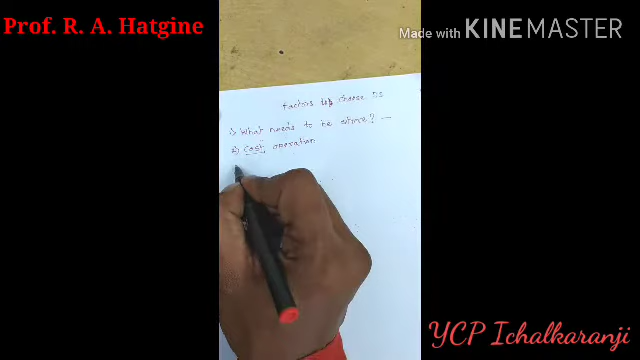 Prof. R. A. Hatgine
Made with KINEMASTER
factors to choose DS
1) What needs to be store? —
2) Cost operation
YCP Ichalkaranji